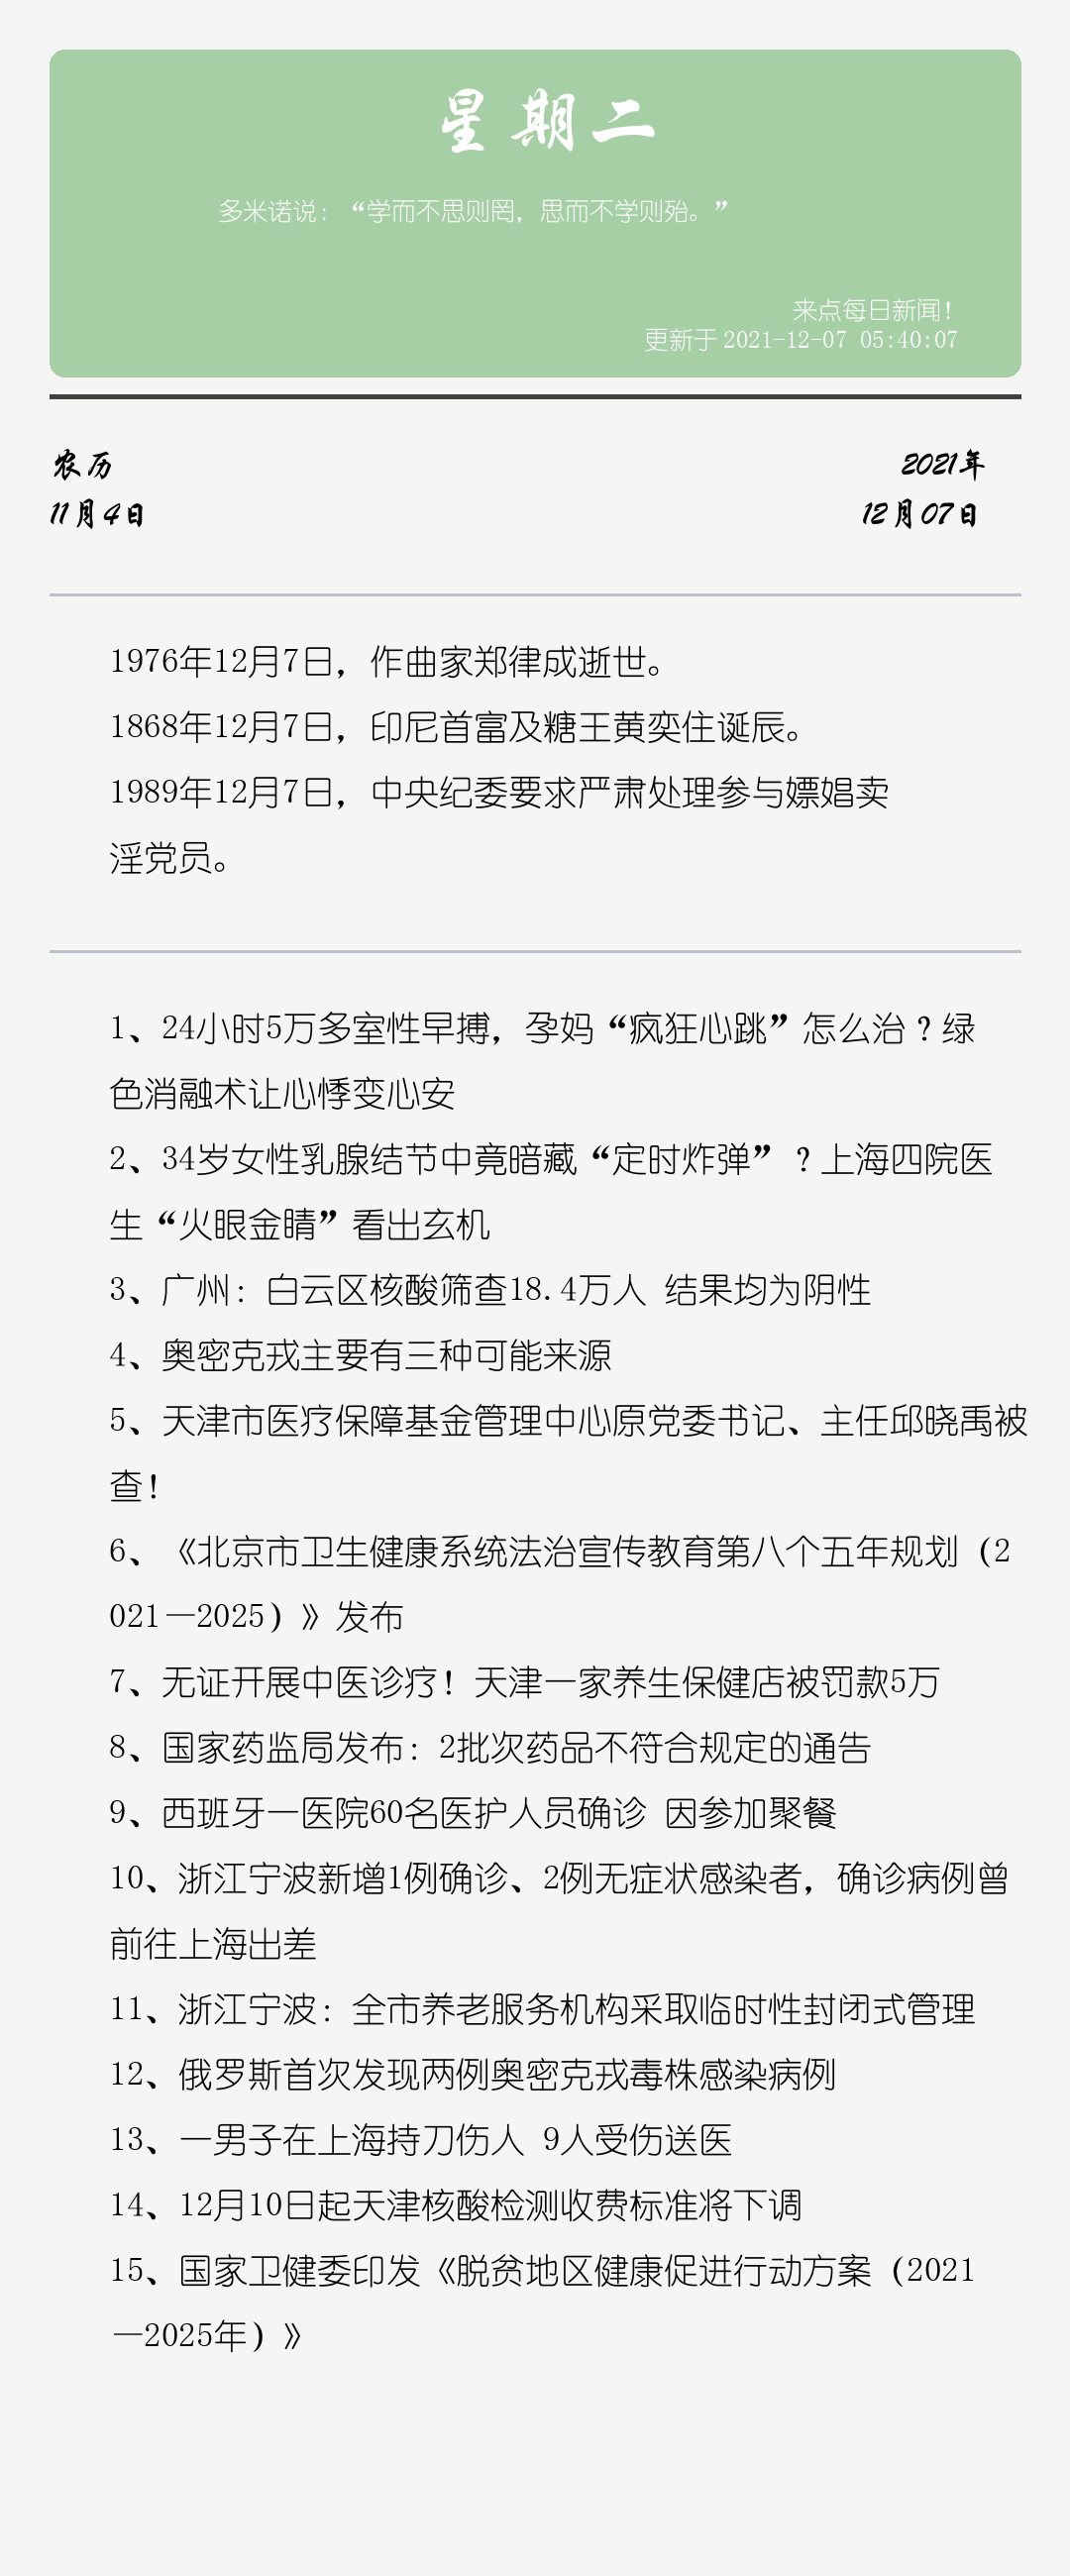 星期二
多米诺说：“学而不思则罔，思而不学则殆。”
来点每日新闻！
更新于 2021-12-07 05:40:07
农历
2021年
11月4日
12月07日
1976年12月7日，作曲家郑律成逝世。
1868年12月7日，印尼首富及糖王黄奕住诞辰。
1989年12月7日，中央纪委要求严肃处理参与嫖娼卖
淫党员。
1、24小时5万多室性早搏，孕妈“疯狂心跳”怎么治？绿
色消融术让心悸变心安
2、34岁女性乳腺结节中竟暗藏“定时炸弹”？上海四院医
生“火眼金睛”看出玄机
3、广州：白云区核酸筛查18.4万人 结果均为阴性
4、奥密克戎主要有三种可能来源
5、天津市医疗保障基金管理中心原党委书记、主任邱晓禹被
查！
6、《北京市卫生健康系统法治宣传教育第八个五年规划（2
021—2025）》发布
7、无证开展中医诊疗！天津一家养生保健店被罚款5万
8、国家药监局发布：2批次药品不符合规定的通告
9、西班牙一医院60名医护人员确诊 因参加聚餐
10、浙江宁波新增1例确诊、2例无症状感染者，确诊病例曾
前往上海出差
11、浙江宁波：全市养老服务机构采取临时性封闭式管理
12、俄罗斯首次发现两例奥密克戎毒株感染病例
13、一男子在上海持刀伤人 9人受伤送医
14、12月10日起天津核酸检测收费标准将下调
15、国家卫健委印发《脱贫地区健康促进行动方案（2021
—2025年）》